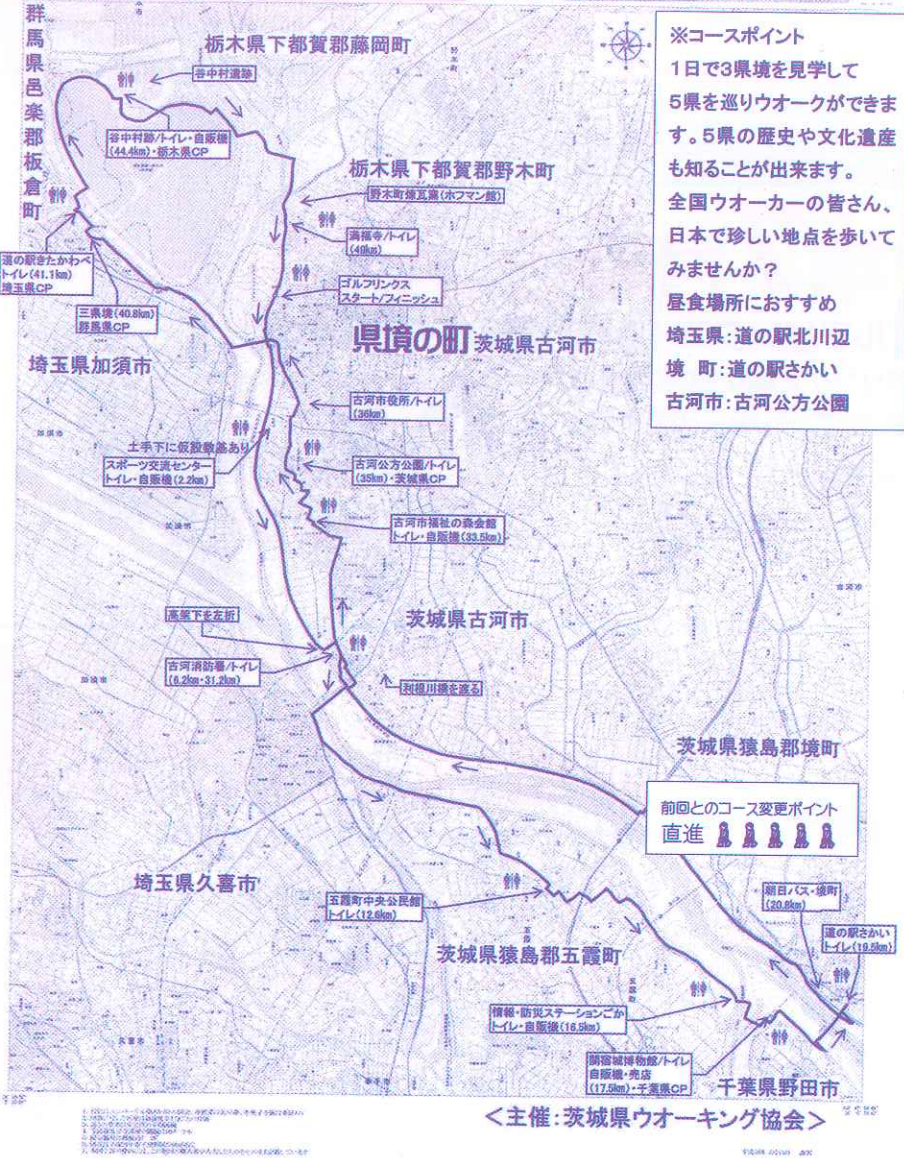 群馬県邑楽郡板倉町
栃木県下都賀郡藤岡町
谷中村遺跡
谷中村跡/トイレ・自販機
(44.4km)・栃木県CP
栃木県下都賀郡野木町
野木町煉瓦窯(ホフマン館)
満福寺/トイレ
(49km)
道の駅きたかわべ
トイレ(41.1km)
埼玉県CP
ゴルフリンクス
スタート/フィニッシュ
三県境(40.8km)
群馬県CP
県境の町 茨城県古河市
埼玉県加須市
古河市役所/トイレ
(36km)
土手下に仮設数基あり
スポーツ交流センター
トイレ・自販機(2.2km)
古河公方公園/トイレ
(35km)・茨城県CP
古河市福祉の森会館
トイレ・自販機(33.5km)
高架下を左折
茨城県古河市
古河消防署/トイレ
(6.2km・31.2km)
利根川橋を渡る
茨城県猿島郡境町
前回とのコース変更ポイント
直進
埼玉県久喜市
五霞町中央公民館
トイレ(12.6km)
朝日バス・境町
(20.8km)
道の駅さかい
トイレ(19.5km)
茨城県猿島郡五霞町
情報・防災ステーションごか
トイレ・自販機(16.5km)
関宿城博物館/トイレ
自販機・売店
(17.5km)・千葉県CP
千葉県野田市
<主催:茨城県ウオーキング協会>
※コースポイント
1日で3県境を見学して
5県を巡りウオークができま
す。5県の歴史や文化遺産
も知ることが出来ます。
全国ウオーカーの皆さん、
日本で珍しい地点を歩いて
みませんか?
昼食場所におすすめ
埼玉県:道の駅北川辺
境 町:道の駅さかい
古河市:古河公方公園